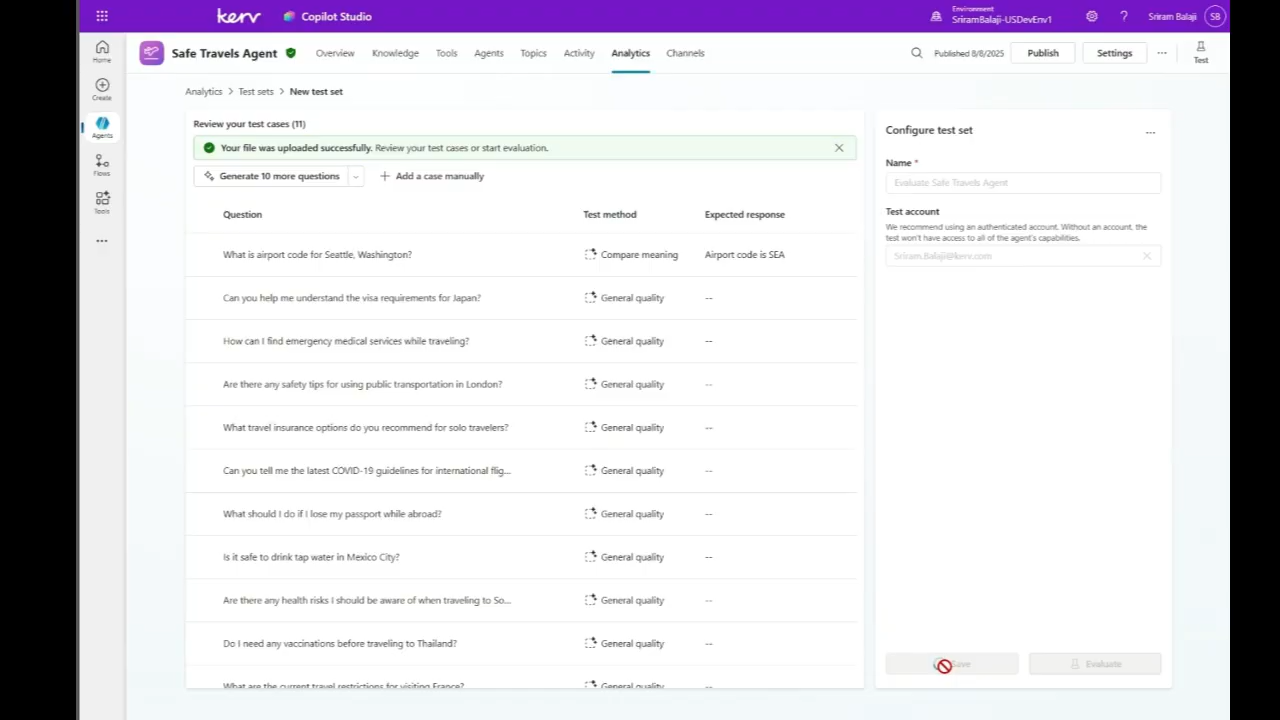 kerv
Copilot Studio
Environment
SriramBalaji-USDevEnv1
?
Sriram Balaji
SB
Home
Create
Agents
Flows
Tools
Safe Travels Agent
Overview
Knowledge
Tools
Agents
Topics
Activity
Analytics
Channels
Published 8/8/2025
Publish
Settings
Test
Analytics > Test sets > New test set
Review your test cases (11)
Your file was uploaded successfully. Review your test cases or start evaluation.
Generate 10 more questions
Add a case manually
Question Test method Expected response
What is airport code for Seattle, Washington? Compare meaning Airport code is SEA
Can you help me understand the visa requirements for Japan? General quality --
How can I find emergency medical services while traveling? General quality --
Are there any safety tips for using public transportation in London? General quality --
What travel insurance options do you recommend for solo travelers? General quality --
Can you tell me the latest COVID-19 guidelines for international flig... General quality --
What should I do if I lose my passport while abroad? General quality --
Is it safe to drink tap water in Mexico City? General quality --
Are there any health risks I should be aware of when traveling to So... General quality --
Do I need any vaccinations before traveling to Thailand? General quality --
What are the current travel restrictions for visiting France? General quality --
Configure test set
Name *
Evaluate Safe Travels Agent
Test account
We recommend using an authenticated account. Without an account, the
test won't have access to all of the agent's capabilities.
Sriram.Balaji@kerv.com
Save
Evaluate